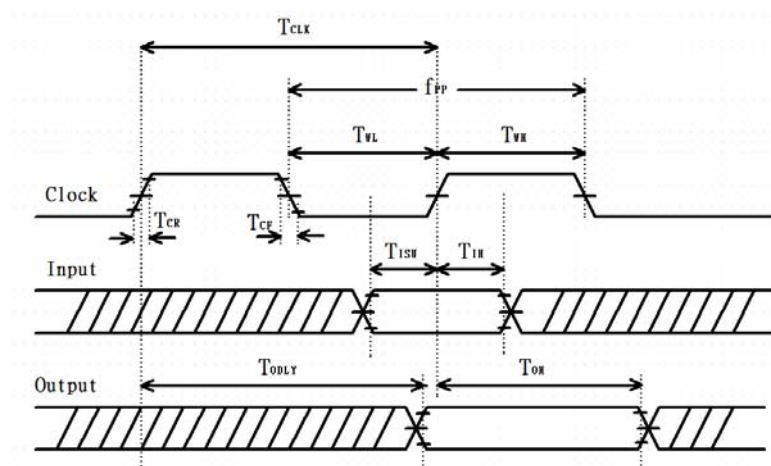 TCLK
fPP
TWL TWH
Clock
TCR TCF
TISU TIH
Input
TODLY TOH
Output